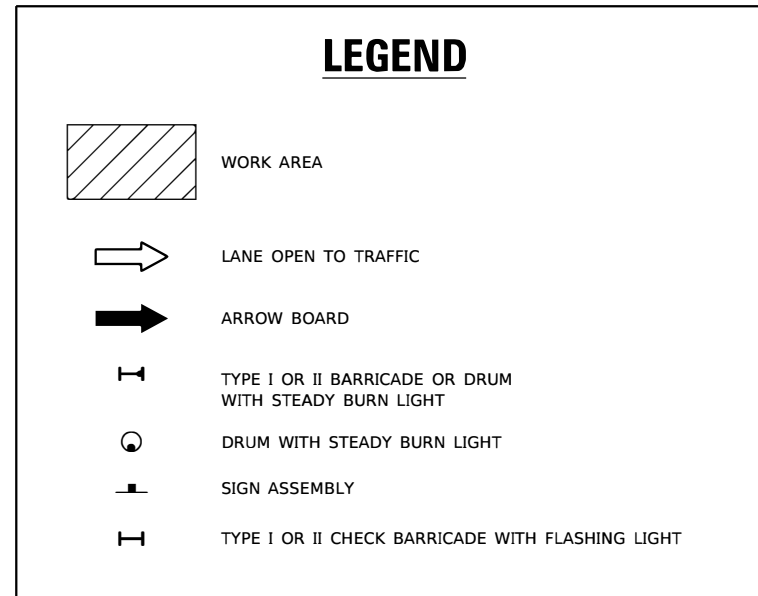 LEGEND
WORK AREA
LANE OPEN TO TRAFFIC
ARROW BOARD
TYPE I OR II BARRICADE OR DRUM
WITH STEADY BURN LIGHT
DRUM WITH STEADY BURN LIGHT
SIGN ASSEMBLY
TYPE I OR II CHECK BARRICADE WITH FLASHING LIGHT